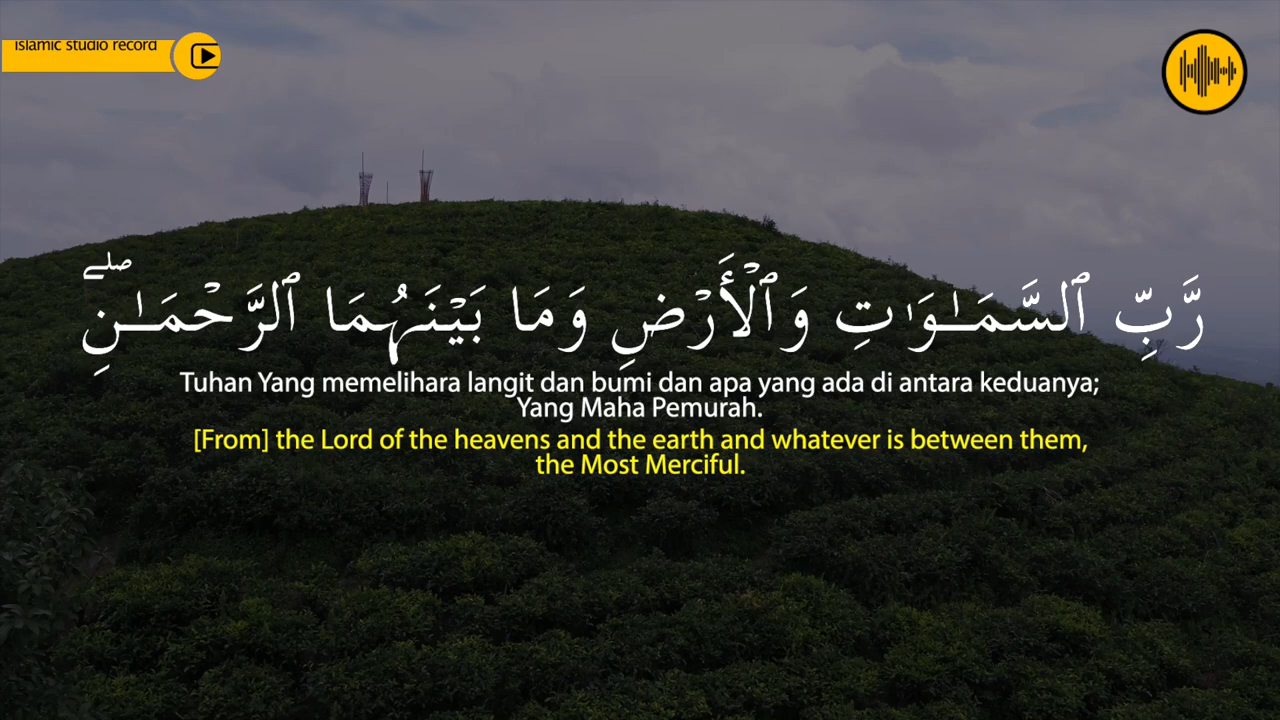 Islamic studio record
رَّبِّ ٱلسَّمَـٰوَٰتِ وَٱلْأَرْضِ وَمَا بَيْنَهُمَا ٱلرَّحْمَـٰنِ ۖ
Tuhan Yang memelihara langit dan bumi dan apa yang ada di antara keduanya;
Yang Maha Pemurah.
[From] the Lord of the heavens and the earth and whatever is between them,
the Most Merciful.